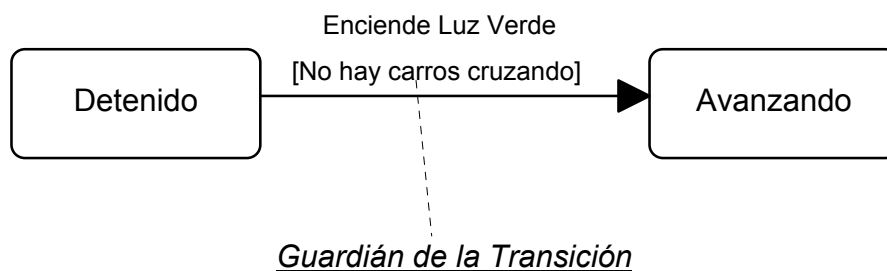 Enciende Luz Verde
[No hay carros cruzando]
Detenido
Avanzando
Guardián de la Transición